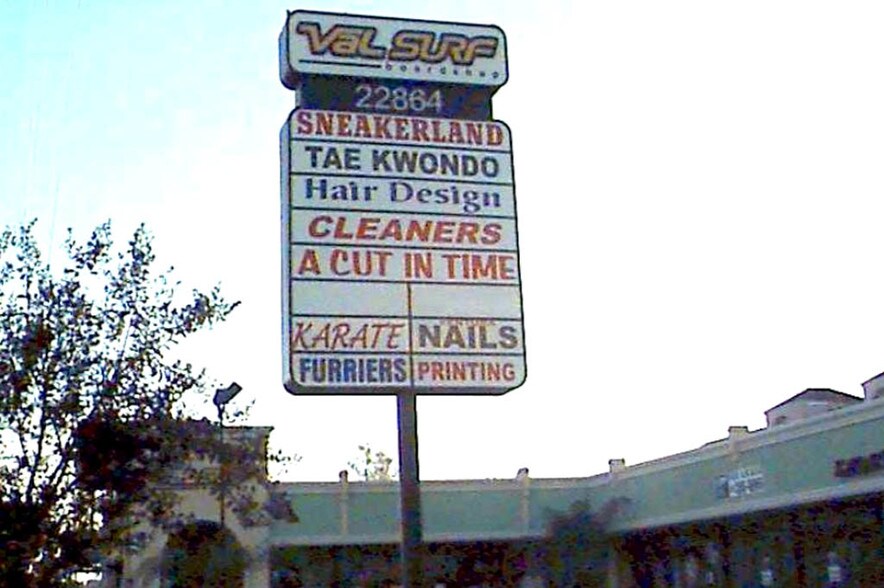 VAL SURF
boardshop
22864
SNEAKERLAND
TAE KWONDO
Hair Design
CLEANERS
A CUT IN TIME
KARATE NAILS
FURRIERS PRINTING